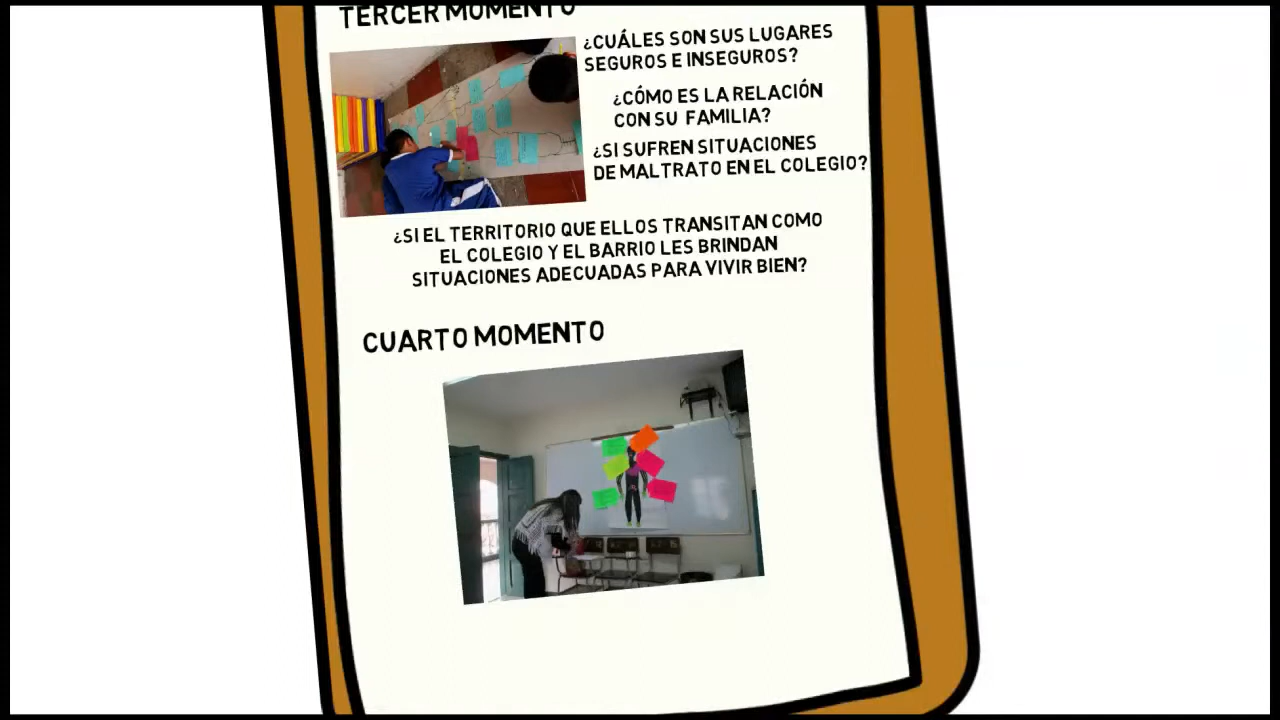 TERCER MOMENTO
¿CUÁLES SON SUS LUGARES
SEGUROS E INSEGUROS?
¿CÓMO ES LA RELACIÓN
CON SU FAMILIA?
¿SI SUFREN SITUACIONES
DE MALTRATO EN EL COLEGIO?
¿SI EL TERRITORIO QUE ELLOS TRANSITAN COMO
EL COLEGIO Y EL BARRIO LES BRINDAN
SITUACIONES ADECUADAS PARA VIVIR BIEN?
CUARTO MOMENTO